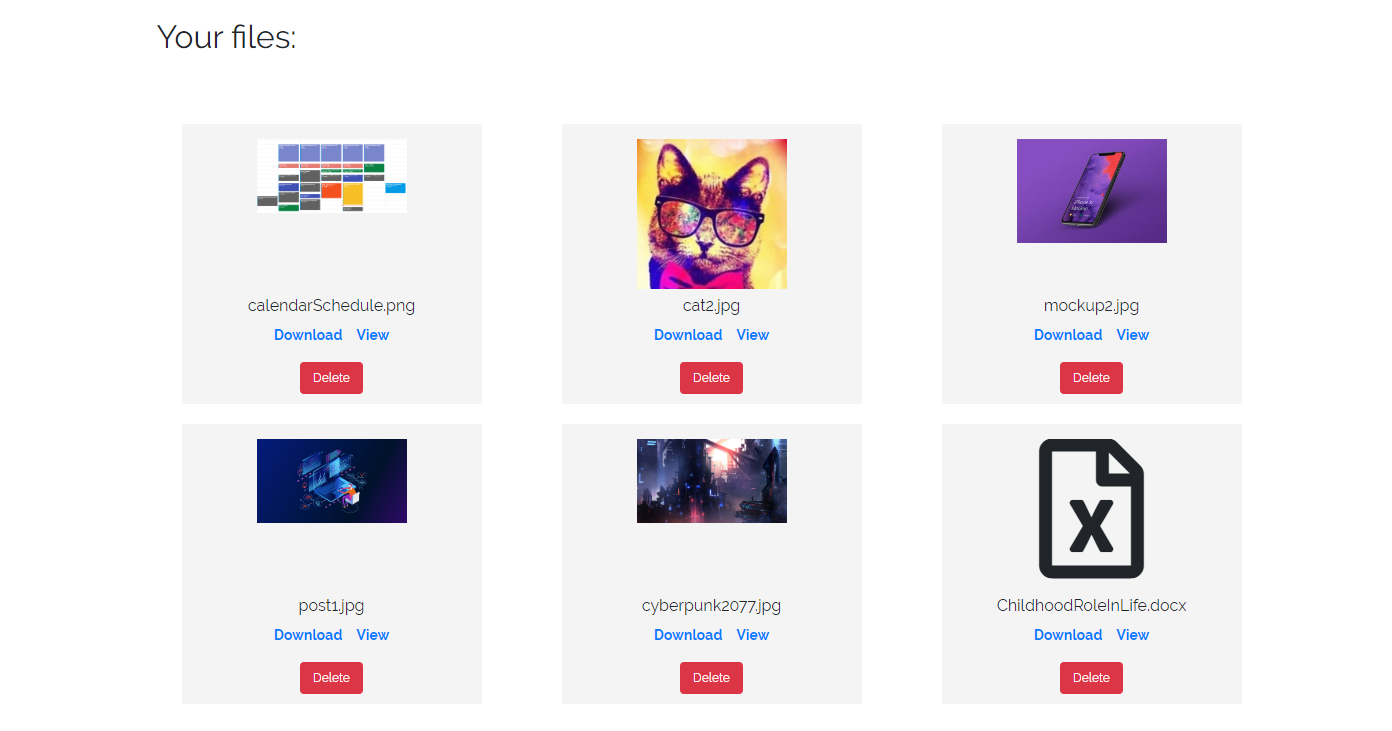 Your files:
calendarSchedule.png
Download View
Delete
cat2.jpg
Download View
Delete
mockup2.jpg
Download View
Delete
post1.jpg
Download View
Delete
cyberpunk2077.jpg
Download View
Delete
X
ChildhoodRoleInLife.docx
Download View
Delete